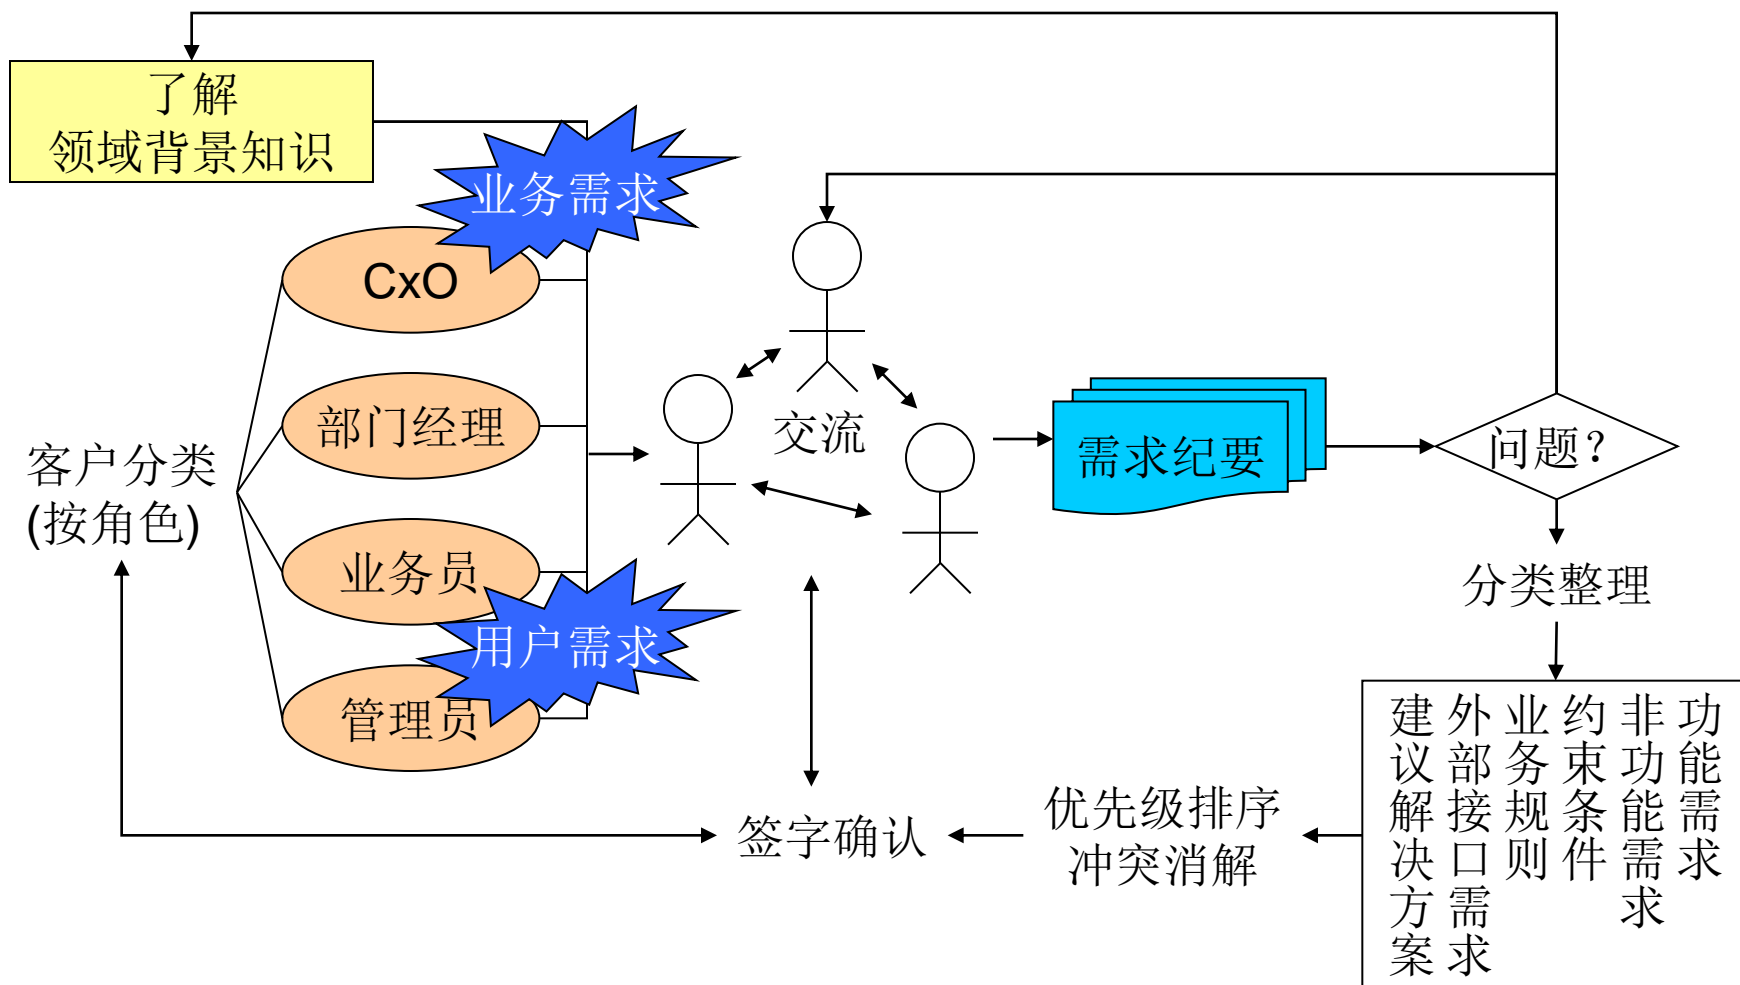 了解
领域背景知识
业务需求
CxO
部门经理
客户分类
(按角色)
业务员
用户需求
管理员
交流
需求纪要
问题？
分类整理
功能需求
非功能需求
约束条件
业务规则
外部接口需求
建议解决方案
优先级排序
冲突消解
签字确认